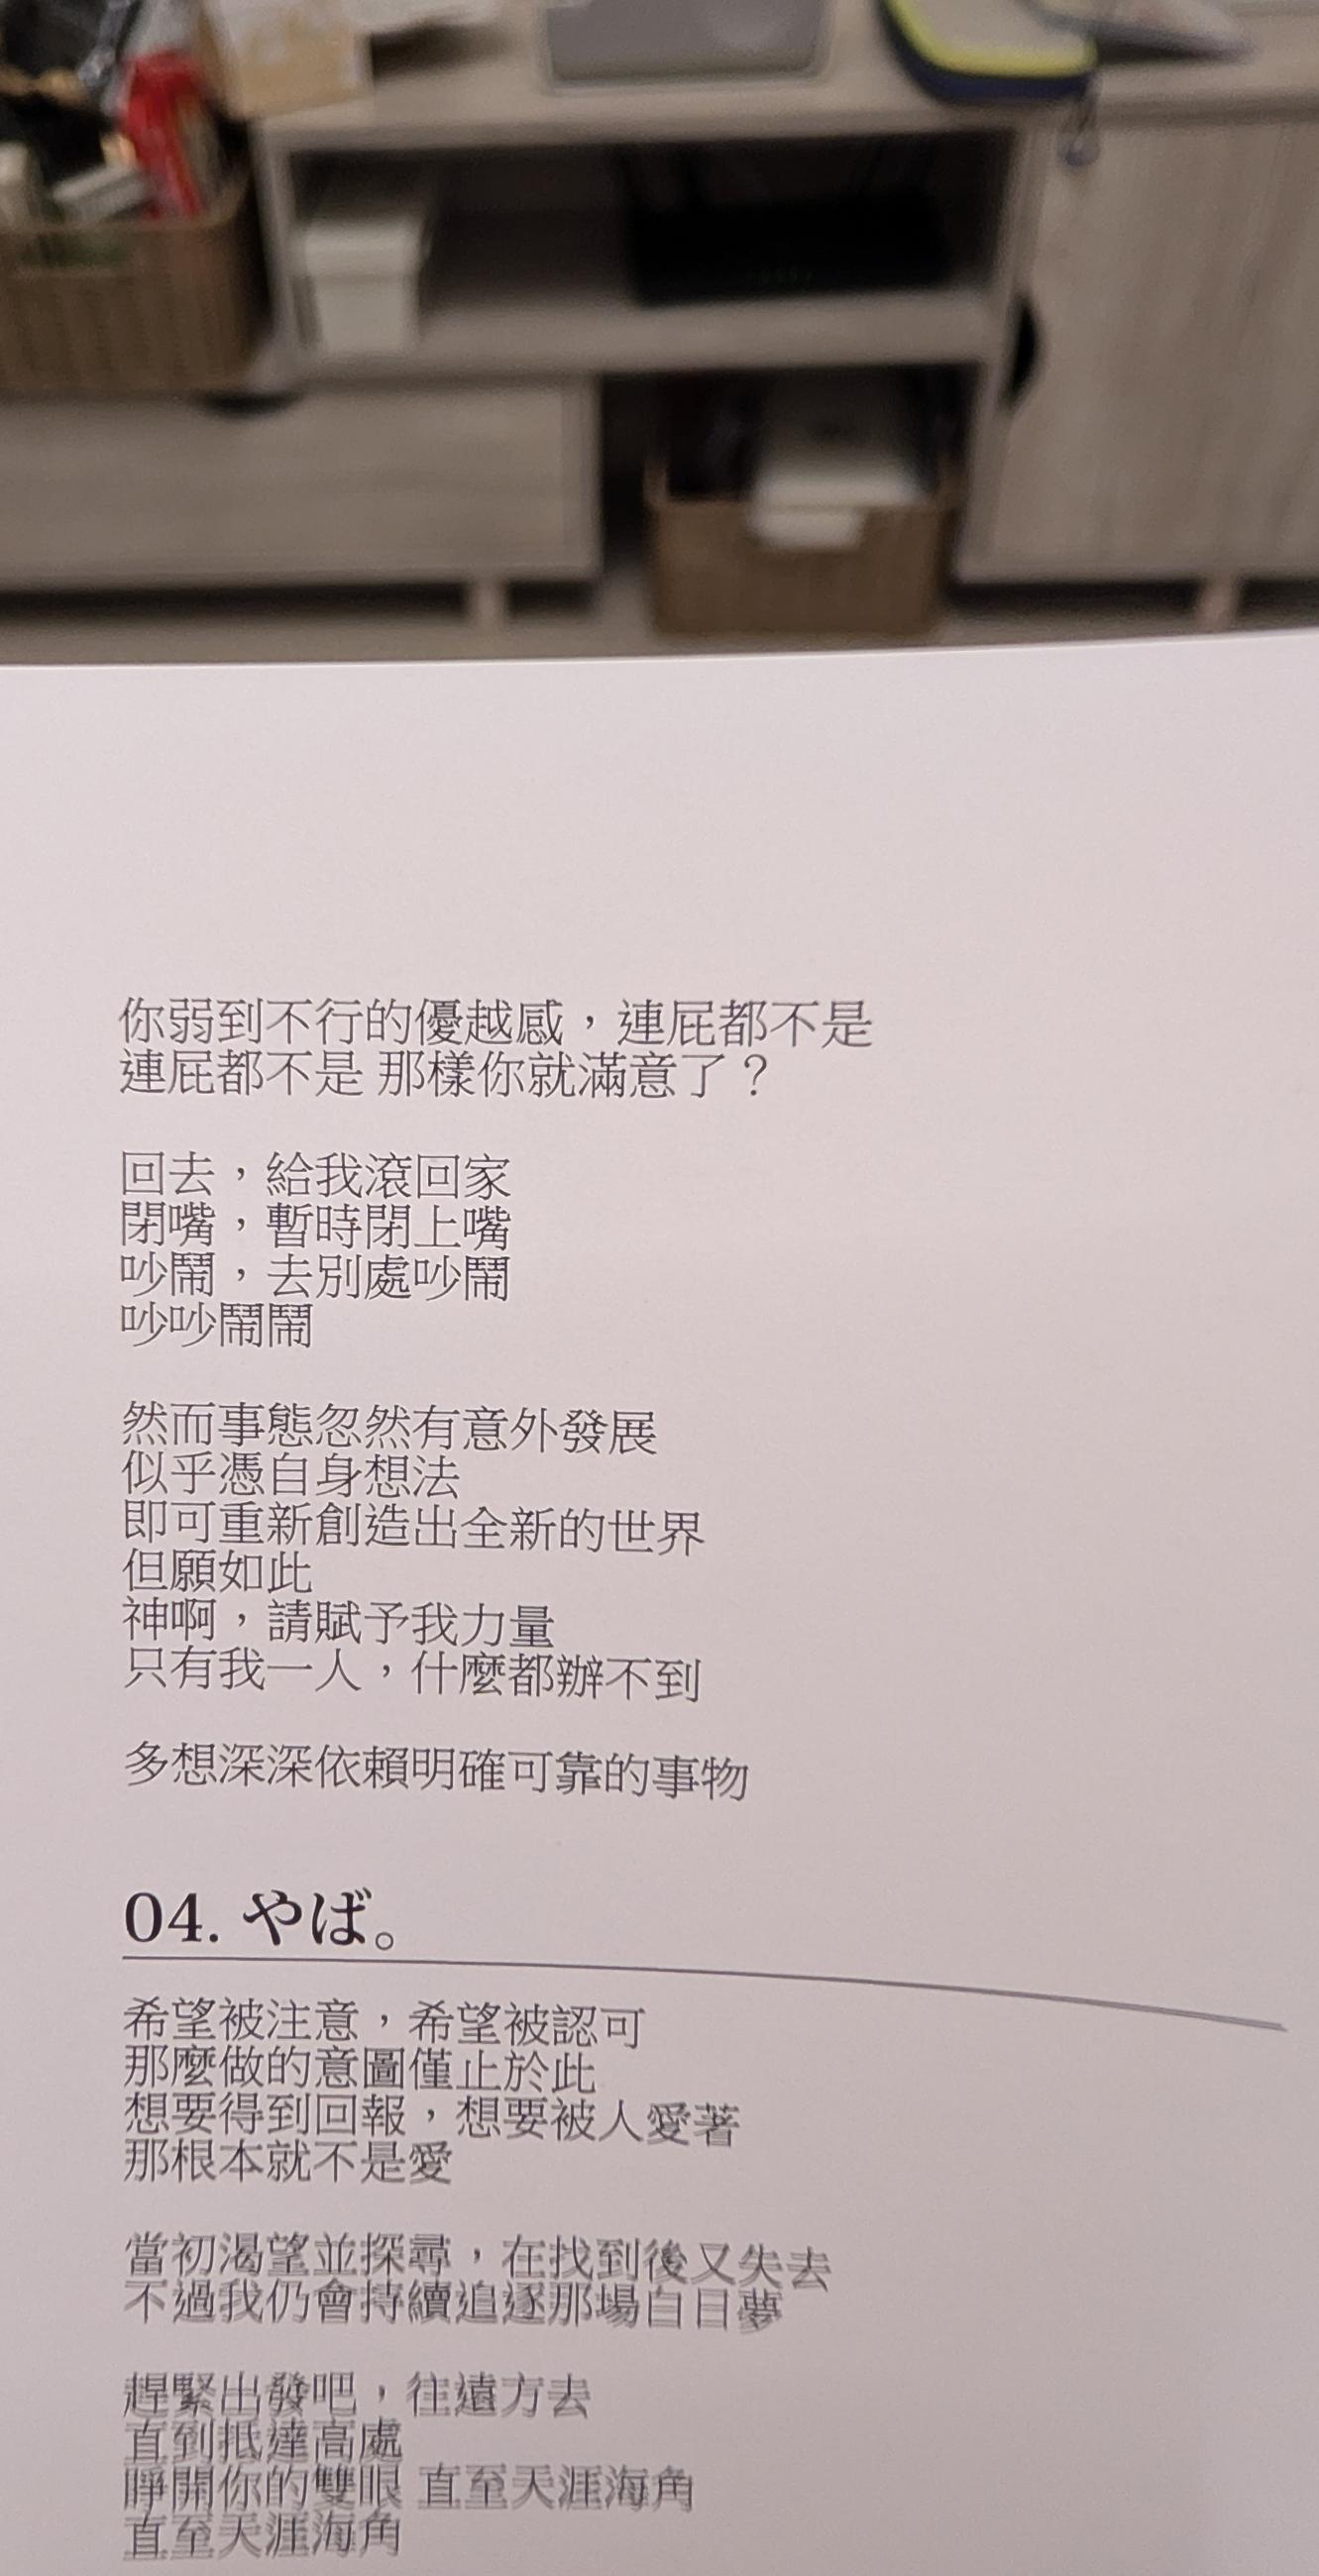 你弱到不行的優越感，連屁都不是
連屁都不是 那樣你就滿意了？
回去，給我滾回家
閉嘴，暫時閉上嘴
吵鬧，去別處吵鬧
吵吵鬧鬧
然而事態忽然有意外發展
似乎憑自身想法
即可重新創造出全新的世界
但願如此
神啊，請賦予我力量
只有我一人，什麼都辦不到
多想深深依賴明確可靠的事物
04. やば。
希望被注意，希望被認可
那麼做的意圖僅止於此
想要得到回報，想要被人愛著
那根本就不是愛
當初渴望並探尋，在找到後又失去
不過我仍會持續追逐那場白日夢
趕緊出發吧，往遠方去
直到抵達高處
睜開你的雙眼 直至天涯海角
直至天涯海角